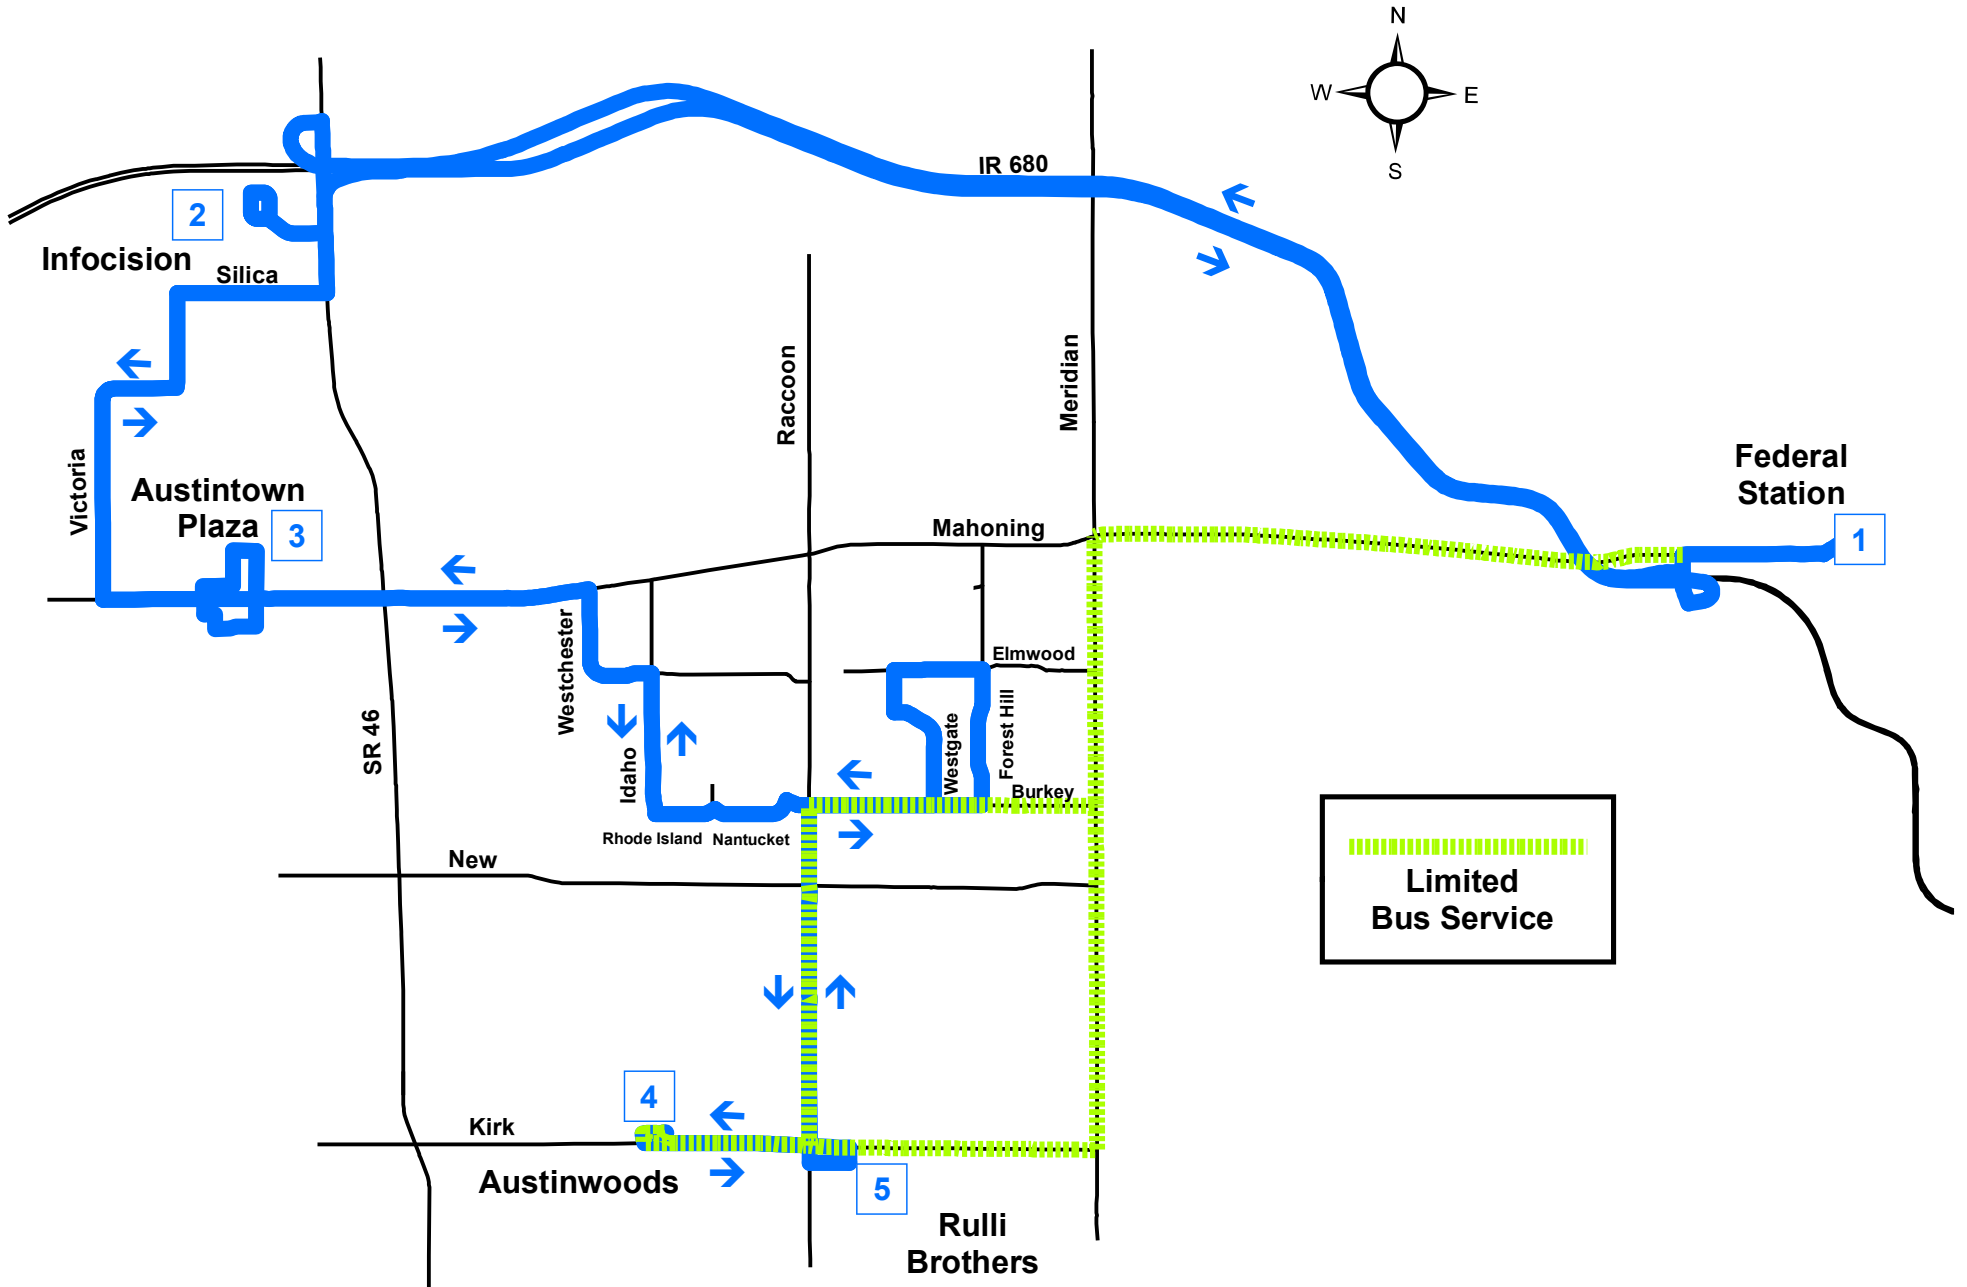 N
W
E
S
IR 680
2
Infocision
Silica
Raccoon
Meridian
Victoria
Austintown
Plaza
3
Federal
Station
1
Mahoning
Westchester
Elmwood
SR 46
Idaho
Westgate
Forest Hill
Burkey
Rhode Island
Nantucket
New
Limited
Bus Service
4
Kirk
Austinwoods
5
Rulli
Brothers